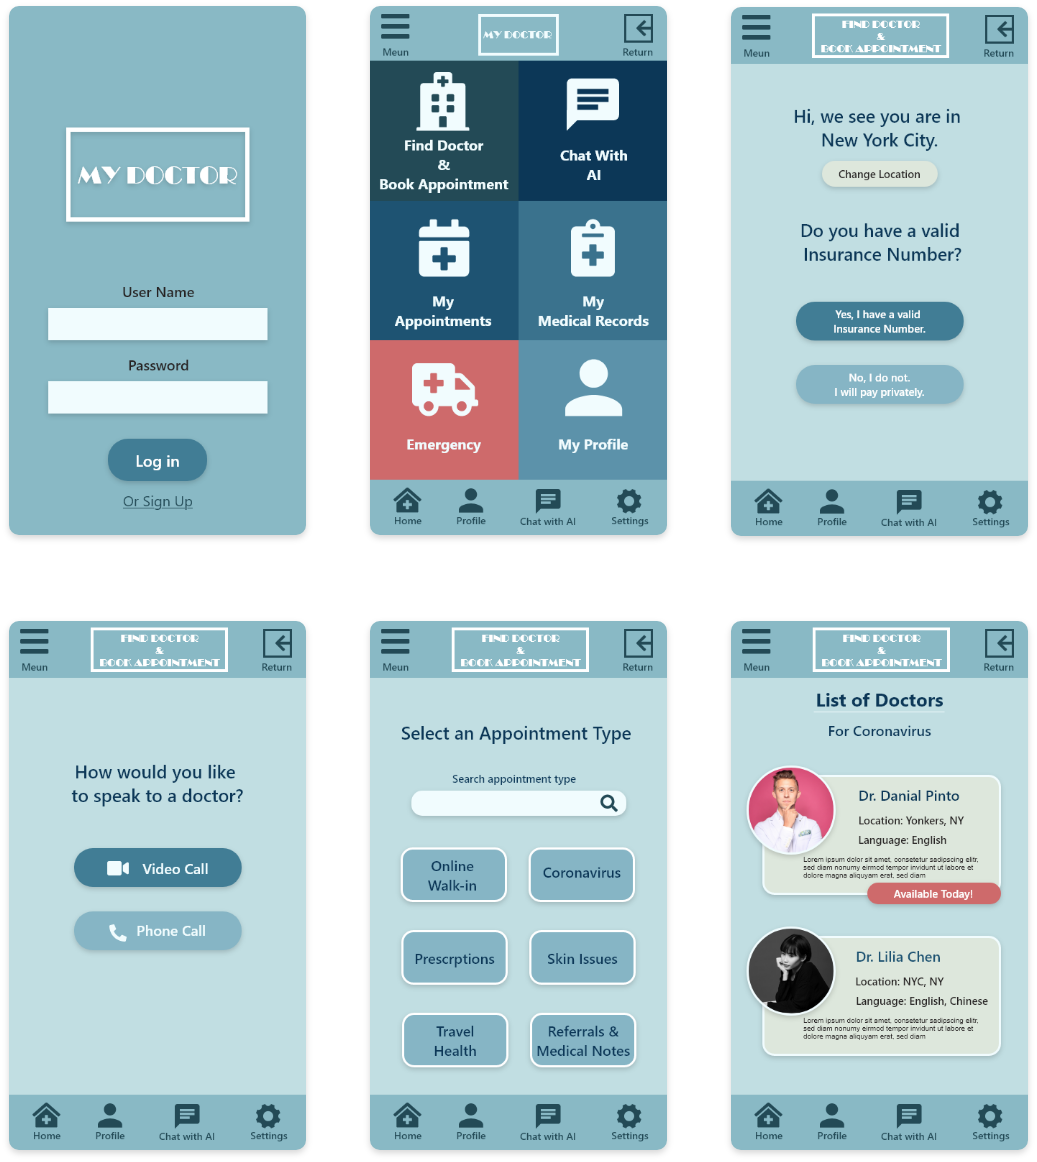 MY DOCTOR
User Name
Password
Log in
Or Sign Up
Meun
MY DOCTOR
Return
Find Doctor
&
Book Appointment
Chat With
AI
My
Appointments
My
Medical Records
Emergency
My Profile
Home
Profile
Chat with AI
Settings
Meun
FIND DOCTOR
&
BOOK APPOINTMENT
Return
Hi, we see you are in
New York City.
Change Location
Do you have a valid
Insurance Number?
Yes, I have a valid
Insurance Number.
No, I do not.
I will pay privately.
Home
Profile
Chat with AI
Settings
Meun
FIND DOCTOR
&
BOOK APPOINTMENT
Return
How would you like
to speak to a doctor?
Video Call
Phone Call
Home
Profile
Chat with AI
Settings
Meun
FIND DOCTOR
&
BOOK APPOINTMENT
Return
Select an Appointment Type
Search appointment type
Online
Walk-in
Coronavirus
Prescrptions
Skin Issues
Travel
Health
Referrals &
Medical Notes
Home
Profile
Chat with AI
Settings
Meun
FIND DOCTOR
&
BOOK APPOINTMENT
Return
List of Doctors
For Coronavirus
Dr. Danial Pinto
Location: Yonkers, NY
Language: English
Lorem ipsum dolor sit amet, consetetur sadipscing elitr,
sed diam nonumy eirmod tempor invidunt ut labore et
dolore magna aliquyam erat, sed diam
Available Today!
Dr. Lilia Chen
Location: NYC, NY
Language: English, Chinese
Lorem ipsum dolor sit amet, consetetur sadipscing elitr,
sed diam nonumy eirmod tempor invidunt ut labore et
dolore magna aliquyam erat, sed diam
Home
Profile
Chat with AI
Settings